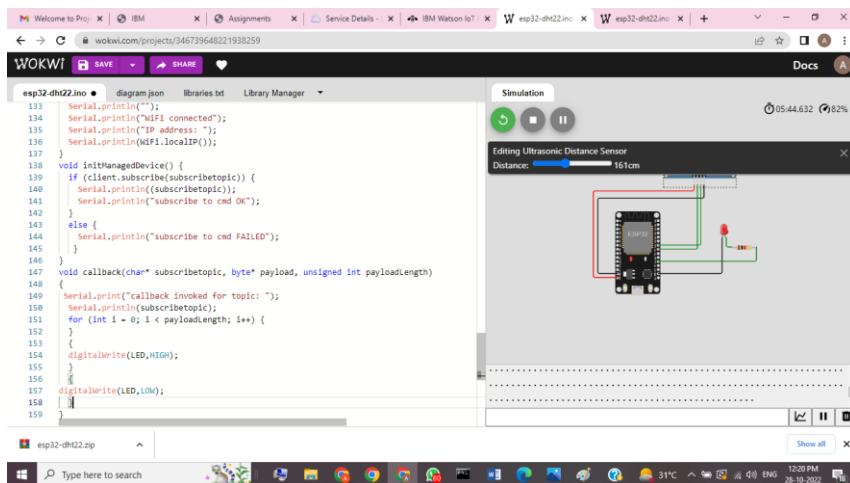 Welcome to Proj
IBM
Assignments
Service Details -
IBM Watson IoT
esp32-dht22.ino
esp32-dht22.ino
wokwi.com/projects/346739648221938259
A
WOKWI
SAVE
SHARE
Docs
A
esp32-dht22.ino
diagram.json
libraries.txt
Library Manager
Simulation
133 Serial.println("");
134 Serial.println("WiFi connected");
135 Serial.println("IP address: ");
136 Serial.println(WiFi.localIP());
137 }
138 void initManagedDevice() {
139 if (client.subscribe(subscribetopic)) {
140 Serial.println((subscribetopic));
141 Serial.println("subscribe to cmd OK");
142 }
143 else {
144 Serial.println("subscribe to cmd FAILED");
145 }
146 }
147 void callback(char* subscribetopic, byte* payload, unsigned int payloadLength)
148 {
149 Serial.print("callback invoked for topic: ");
150 Serial.println(subscribetopic);
151 for (int i = 0; i < payloadLength; i++) {
152 }
153 {
154 digitalWrite(LED,HIGH);
155 }
156 {
157 digitalWrite(LED,LOW);
158 }
159 }
05:44.632 82%
Editing Ultrasonic Distance Sensor
Distance: 161cm
ESP32
esp32-dht22.zip
Show all
Type here to search
31°C
ENG
12:20 PM
28-10-2022